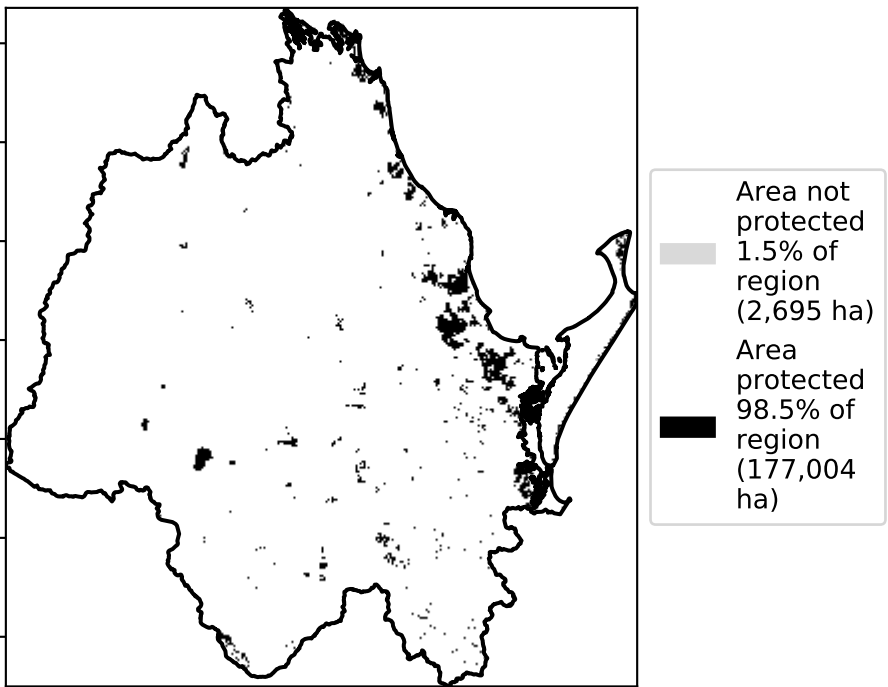 Area not
protected
1.5% of
region
(2,695 ha)
Area
protected
98.5% of
region
(177,004
ha)